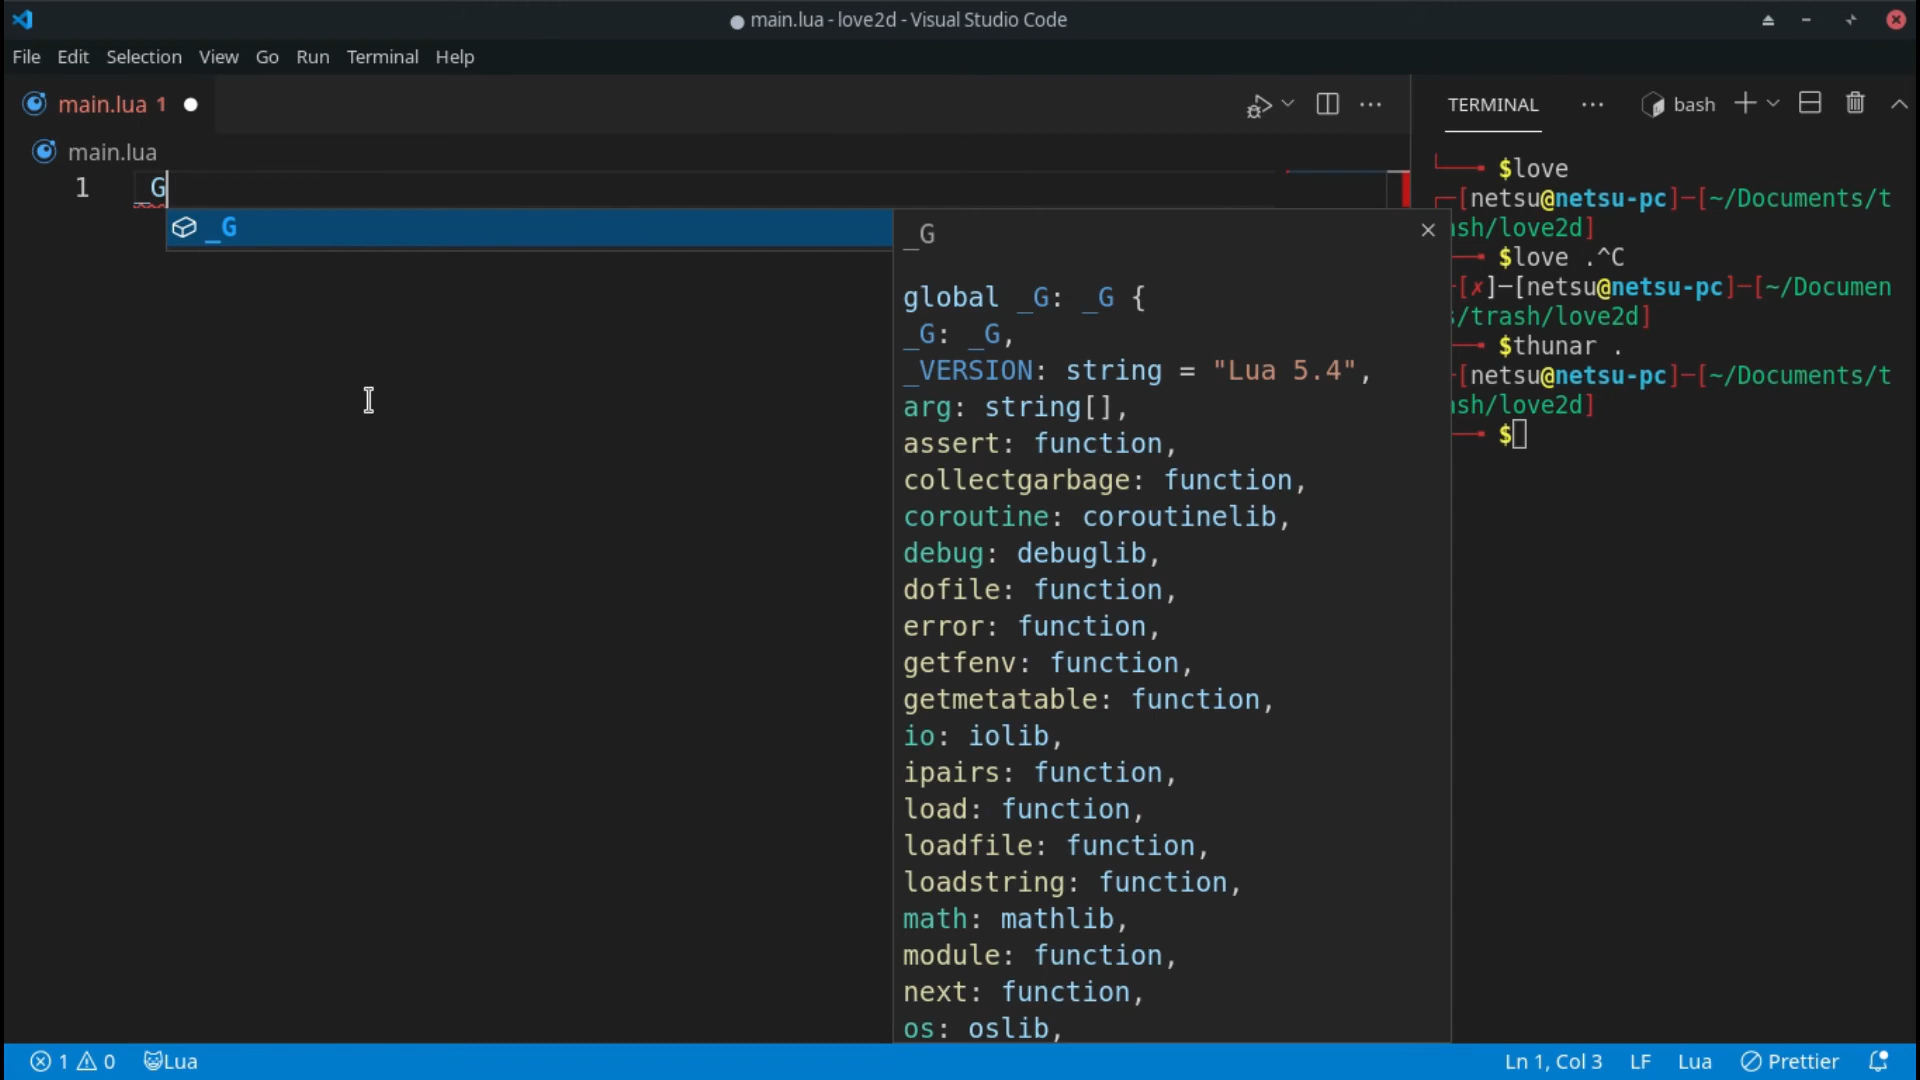 ● main.lua - love2d - Visual Studio Code
File Edit Selection View Go Run Terminal Help
main.lua 1 ●
main.lua
1 _G
_G
_G
global _G: _G {
_G: _G,
_VERSION: string = "Lua 5.4",
arg: string[],
assert: function,
collectgarbage: function,
coroutine: coroutinelib,
debug: debuglib,
dofile: function,
error: function,
getfenv: function,
getmetatable: function,
io: iolib,
ipairs: function,
load: function,
loadfile: function,
loadstring: function,
math: mathlib,
module: function,
next: function,
os: oslib,
TERMINAL ··· bash
$love
[netsu@netsu-pc]─[~/Documents/t
ash/love2d]
$love .^C
[✗]─[netsu@netsu-pc]─[~/Documen
s/trash/love2d]
$thunar .
[netsu@netsu-pc]─[~/Documents/t
ash/love2d]
$
1 0 Lua
Ln 1, Col 3 LF Lua Prettier